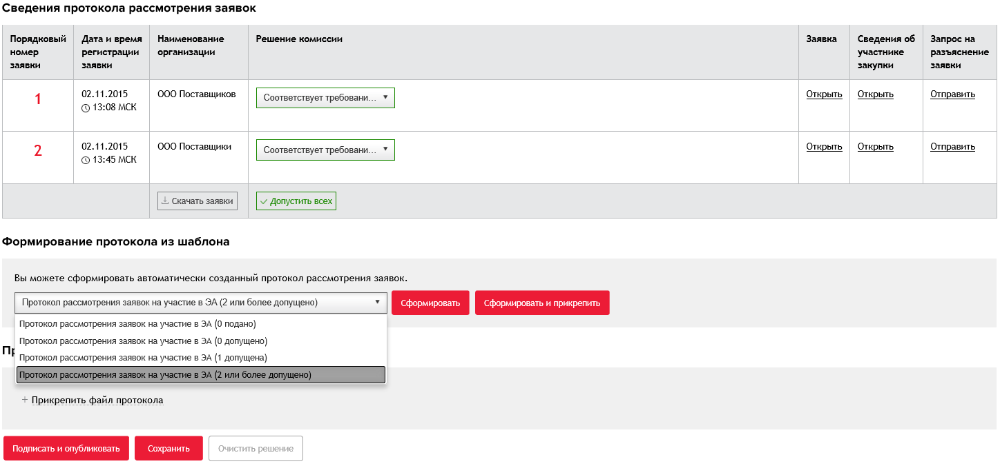 Сведения протокола рассмотрения заявок
Порядковый номер заявки
Дата и время регистрации заявки
Наименование организации
Решение комиссии
Заявка
Сведения об участнике закупки
Запрос на разъяснение заявки
1
02.11.2015
13:08 МСК
ООО Поставщиков
Соответствует требовани...
Открыть
Открыть
Отправить
2
02.11.2015
13:45 МСК
ООО Поставщики
Соответствует требовани...
Открыть
Открыть
Отправить
Скачать заявки
Допустить всех
Формирование протокола из шаблона
Вы можете сформировать автоматически созданный протокол рассмотрения заявок.
Протокол рассмотрения заявок на участие в ЭА (2 или более допущено)
Сформировать
Сформировать и прикрепить
Протокол рассмотрения заявок на участие в ЭА (0 подано)
Протокол рассмотрения заявок на участие в ЭА (0 допущено)
Протокол рассмотрения заявок на участие в ЭА (1 допущена)
Протокол рассмотрения заявок на участие в ЭА (2 или более допущено)
+ Прикрепить файл протокола
Подписать и опубликовать
Сохранить
Очистить решение